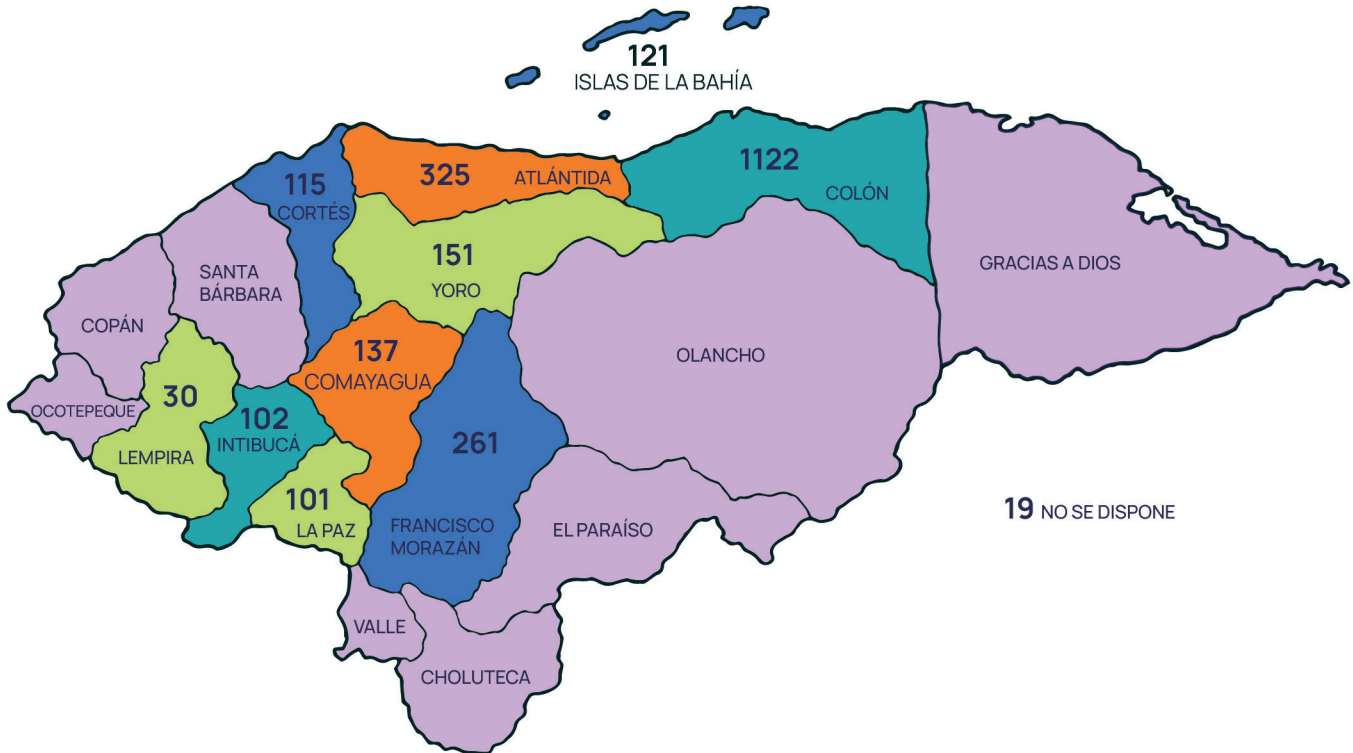 121
ISLAS DE LA BAHÍA
115
CORTÉS
325
ATLÁNTIDA
1122
COLÓN
151
YORO
GRACIAS A DIOS
SANTA
BÁRBARA
COPÁN
137
COMAYAGUA
OLANCHO
30
LEMPIRA
OCOTEPEQUE
102
INTIBUCÁ
261
FRANCISCO
MORAZÁN
101
LA PAZ
EL PARAÍSO
19 NO SE DISPONE
VALLE
CHOLUTECA